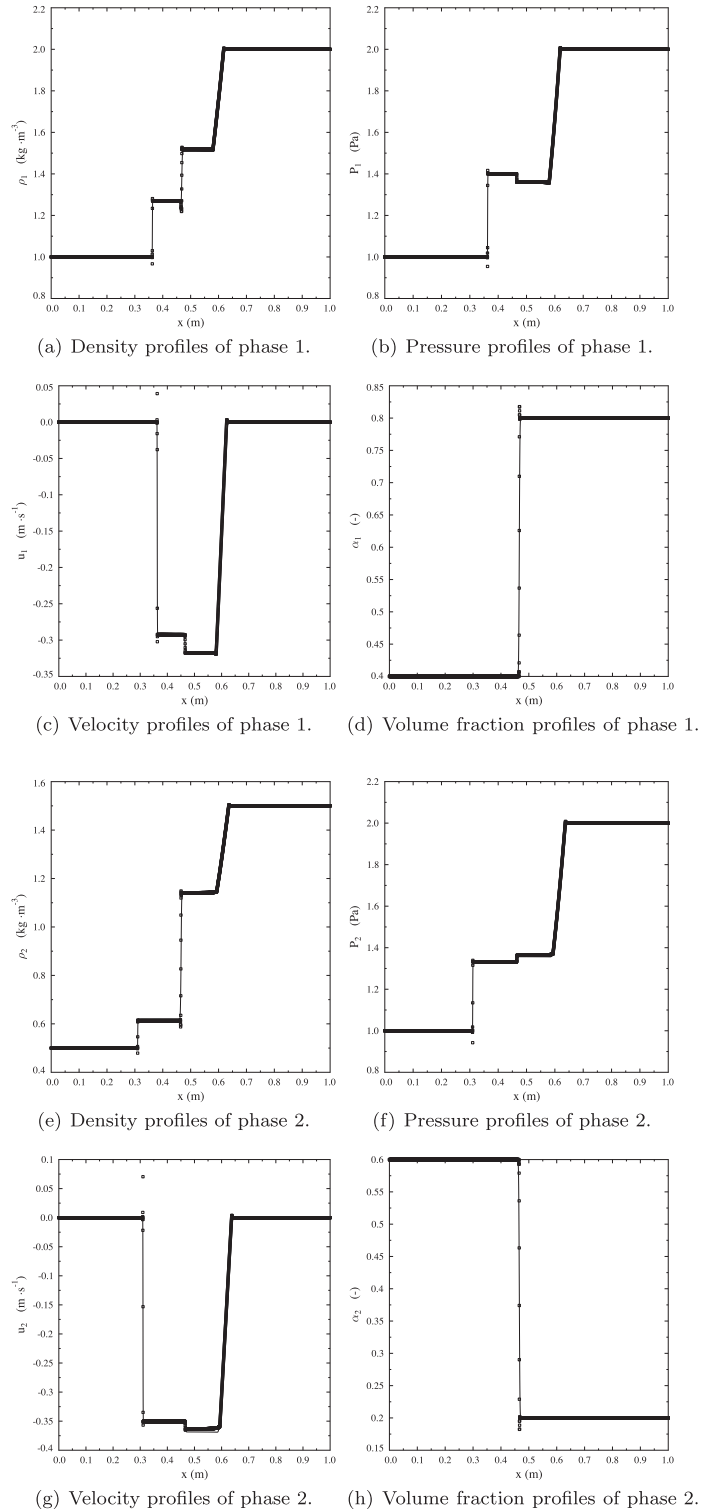 2.2
2.0
1.8
1.6
1.4
1.2
1.0
0.8
ρ₁ (kg ·m⁻³)
0.0 0.1 0.2 0.3 0.4 0.5 0.6 0.7 0.8 0.9 1.0
x (m)
(a) Density profiles of phase 1.
2.2
2.0
1.8
1.6
1.4
1.2
1.0
0.8
P₁ (Pa)
0.0 0.1 0.2 0.3 0.4 0.5 0.6 0.7 0.8 0.9 1.0
x (m)
(b) Pressure profiles of phase 1.
0.05
0.0
-0.05
-0.1
-0.15
-0.2
-0.25
-0.3
-0.35
u₁ (m ·s⁻¹)
0.0 0.1 0.2 0.3 0.4 0.5 0.6 0.7 0.8 0.9 1.0
x (m)
(c) Velocity profiles of phase 1.
0.85
0.8
0.75
0.7
0.65
0.6
0.55
0.5
0.45
0.4
α₁ (-)
0.0 0.1 0.2 0.3 0.4 0.5 0.6 0.7 0.8 0.9 1.0
x (m)
(d) Volume fraction profiles of phase 1.
1.6
1.4
1.2
1.0
0.8
0.6
0.4
ρ₂ (kg ·m⁻³)
0.0 0.1 0.2 0.3 0.4 0.5 0.6 0.7 0.8 0.9 1.0
x (m)
(e) Density profiles of phase 2.
2.2
2.0
1.8
1.6
1.4
1.2
1.0
0.8
P₂ (Pa)
0.0 0.1 0.2 0.3 0.4 0.5 0.6 0.7 0.8 0.9 1.0
x (m)
(f) Pressure profiles of phase 2.
0.1
0.05
0.0
-0.05
-0.1
-0.15
-0.2
-0.25
-0.3
-0.35
-0.4
u₂ (m ·s⁻¹)
0.0 0.1 0.2 0.3 0.4 0.5 0.6 0.7 0.8 0.9 1.0
x (m)
(g) Velocity profiles of phase 2.
0.6
0.55
0.5
0.45
0.4
0.35
0.3
0.25
0.2
0.15
α₂ (-)
0.0 0.1 0.2 0.3 0.4 0.5 0.6 0.7 0.8 0.9 1.0
x (m)
(h) Volume fraction profiles of phase 2.